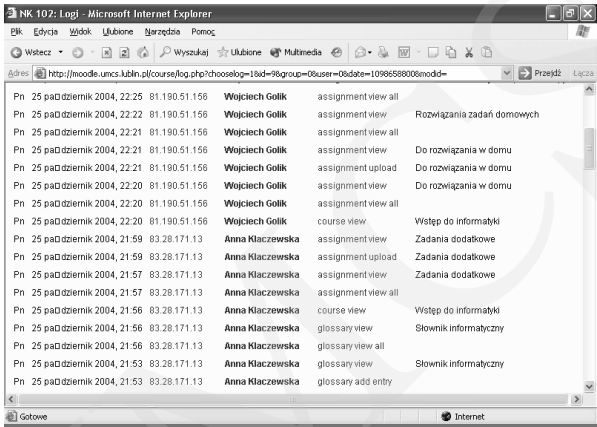 NK 102: Logi - Microsoft Internet Explorer
Plik Edycja Widok Ulubione Narzędzia Pomoc
Wstecz Wyszukaj Ulubione Multimedia
Adres http://moodle.umcs.lublin.pl/course/log.php?chooselog=1&id=9&group=0&user=0&date=1098658800&modid= Przejdź Łącza
Pn 25 pa□dziernik 2004, 22:25 81.190.51.156 Wojciech Golik assignment view all
Pn 25 pa□dziernik 2004, 22:22 81.190.51.156 Wojciech Golik assignment view Rozwiązania zadań domowych
Pn 25 pa□dziernik 2004, 22:21 81.190.51.156 Wojciech Golik assignment view all
Pn 25 pa□dziernik 2004, 22:21 81.190.51.156 Wojciech Golik assignment view Do rozwiązania w domu
Pn 25 pa□dziernik 2004, 22:21 81.190.51.156 Wojciech Golik assignment upload Do rozwiązania w domu
Pn 25 pa□dziernik 2004, 22:20 81.190.51.156 Wojciech Golik assignment view Do rozwiązania w domu
Pn 25 pa□dziernik 2004, 22:20 81.190.51.156 Wojciech Golik assignment view all
Pn 25 pa□dziernik 2004, 22:20 81.190.51.156 Wojciech Golik course view Wstęp do informatyki
Pn 25 pa□dziernik 2004, 21:59 83.28.171.13 Anna Klaczewska assignment view Zadania dodatkowe
Pn 25 pa□dziernik 2004, 21:59 83.28.171.13 Anna Klaczewska assignment upload Zadania dodatkowe
Pn 25 pa□dziernik 2004, 21:57 83.28.171.13 Anna Klaczewska assignment view Zadania dodatkowe
Pn 25 pa□dziernik 2004, 21:57 83.28.171.13 Anna Klaczewska assignment view all
Pn 25 pa□dziernik 2004, 21:56 83.28.171.13 Anna Klaczewska course view Wstęp do informatyki
Pn 25 pa□dziernik 2004, 21:56 83.28.171.13 Anna Klaczewska glossary view Słownik informatyczny
Pn 25 pa□dziernik 2004, 21:56 83.28.171.13 Anna Klaczewska glossary view all
Pn 25 pa□dziernik 2004, 21:53 83.28.171.13 Anna Klaczewska glossary view Słownik informatyczny
Pn 25 pa□dziernik 2004, 21:53 83.28.171.13 Anna Klaczewska glossary add entry
Gotowe Internet